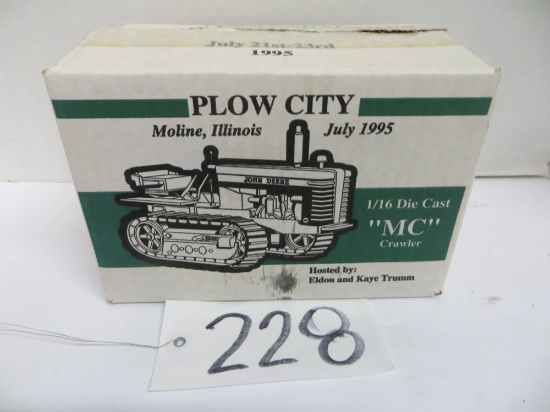 July 21st-23rd
1995
PLOW CITY
Moline, Illinois July 1995
JOHN DEERE
1/16 Die Cast
"MC"
Crawler
Hosted by:
Eldon and Kaye Trumm
228